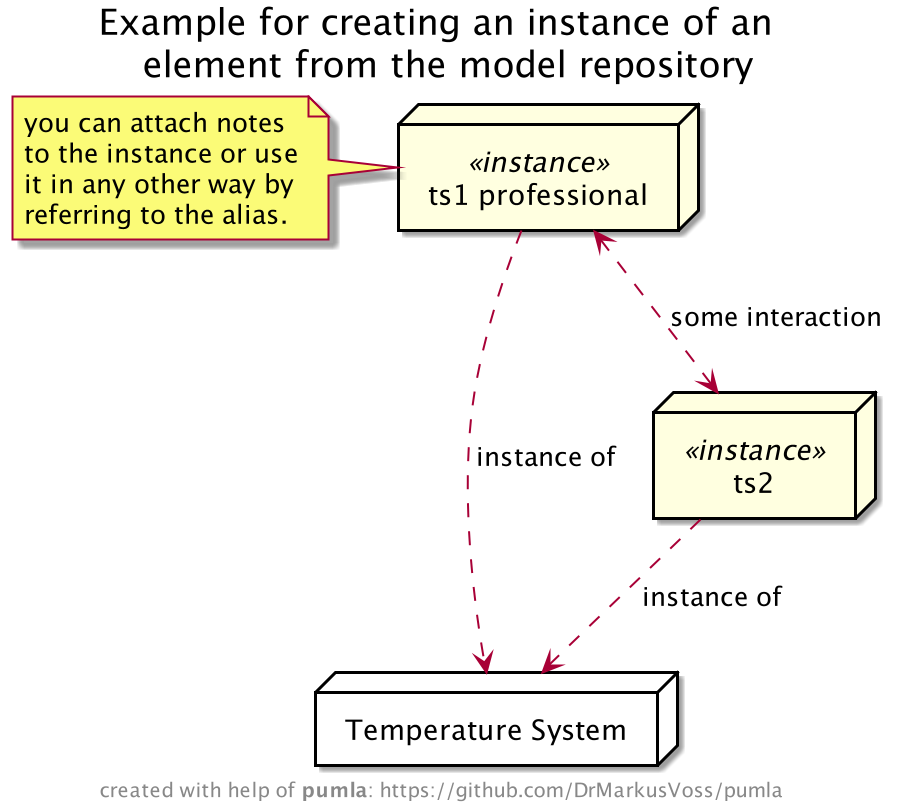 Example for creating an instance of an
element from the model repository
you can attach notes
to the instance or use
it in any other way by
referring to the alias.
«instance»
ts1 professional
some interaction
instance of
«instance»
ts2
instance of
Temperature System
created with help of pumla: https://github.com/DrMarkusVoss/pumla